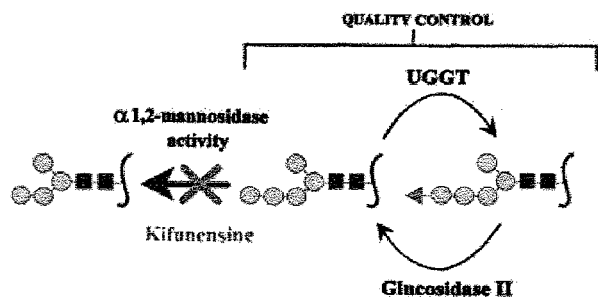 QUALITY CONTROL
UGGT
α1,2-mannosidase
activity
Kifunensine
Glucosidase II